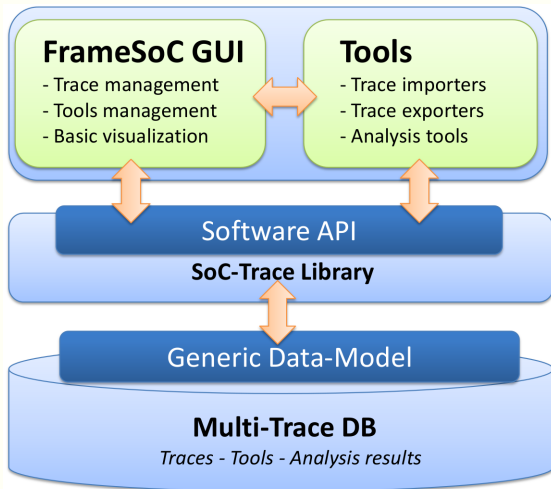 FrameSoC GUI
- Trace management
- Tools management
- Basic visualization
Tools
- Trace importers
- Trace exporters
- Analysis tools
Software API
SoC-Trace Library
Generic Data-Model
Multi-Trace DB
Traces - Tools - Analysis results